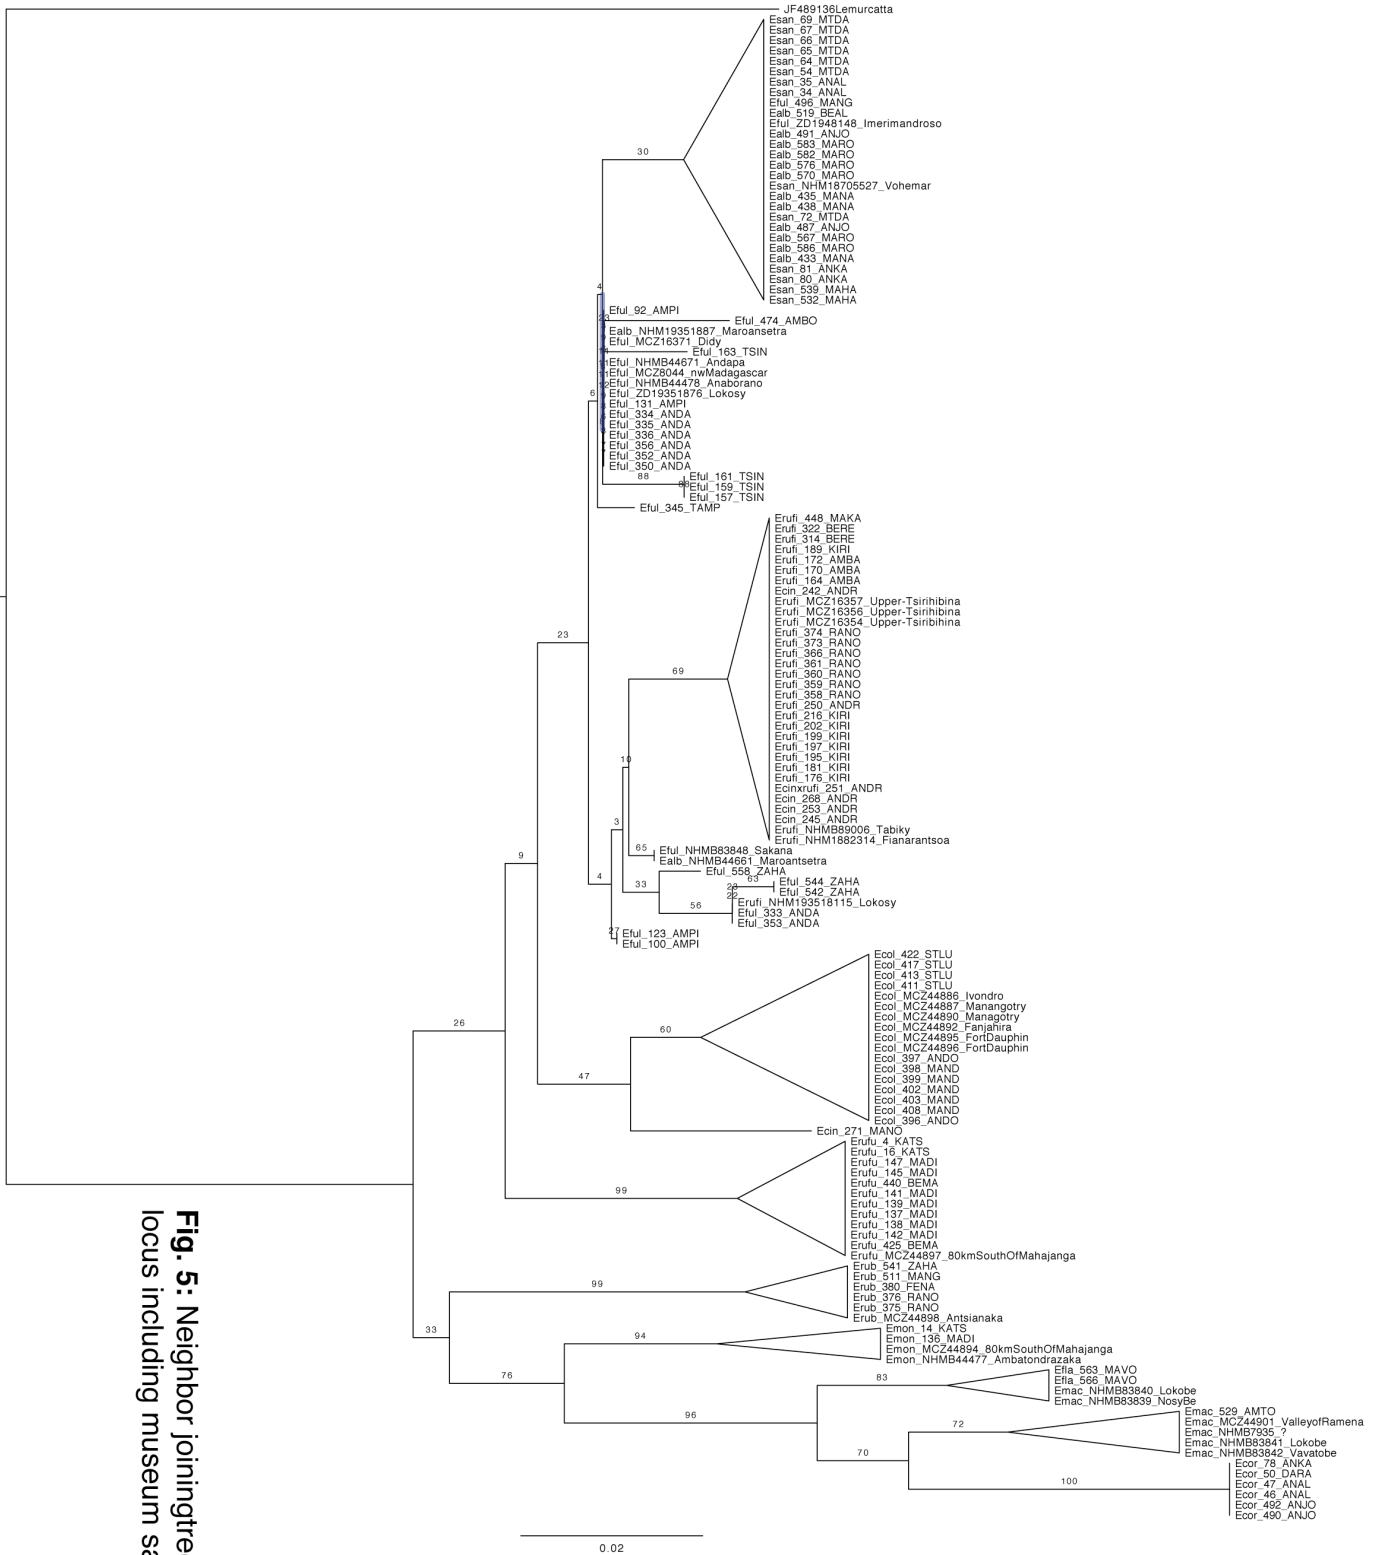 JF489136Lemurcatta
Esan_69_MTDA
Esan_67_MTDA
Esan_66_MTDA
Esan_65_MTDA
Esan_64_MTDA
Esan_54_MTDA
Esan_35_ANAL
Esan_34_ANAL
Eful_496_MANG
Ealb_519_BEAL
Eful_ZD1948148_Imerimandroso
Ealb_491_ANJO
Ealb_583_MARO
Ealb_582_MARO
30
Ealb_576_MARO
Ealb_570_MARO
Esan_NHM18705527_Vohemar
Ealb_435_MANA
Ealb_438_MANA
Esan_72_MTDA
Ealb_487_ANJO
Ealb_567_MARO
Ealb_586_MARO
Ealb_433_MANA
Esan_81_ANKA
Esan_80_ANKA
Esan_539_MAHA
4
Esan_532_MAHA
Eful_92_AMPI
Eful_474_AMBO
Ealb_NHM19351887_Maroansetra
Eful_MCZ16371_Didy
Eful_163_TSIN
Eful_NHMB44671_Andapa
Eful_MCZ8044_nwMadagascar
Eful_NHMB44478_Anaborano
6
Eful_ZD19351876_Lokosy
Eful_131_AMPI
Eful_334_ANDA
Eful_335_ANDA
Eful_336_ANDA
Eful_356_ANDA
Eful_352_ANDA
Eful_350_ANDA
88
Eful_161_TSIN
Eful_159_TSIN
Eful_157_TSIN
Eful_345_TAMP
Erufi_448_MAKA
Erufi_322_BERE
Erufi_314_BERE
Erufi_189_KIRI
Erufi_172_AMBA
Erufi_170_AMBA
Erufi_164_AMBA
Ecin_242_ANDR
Erufi_MCZ16357_Upper-Tsirihibina
Erufi_MCZ16356_Upper-Tsirihibina
Erufi_MCZ16354_Upper-Tsiribihina
23
Erufi_374_RANO
Erufi_373_RANO
Erufi_366_RANO
69
Erufi_361_RANO
Erufi_360_RANO
Erufi_359_RANO
Erufi_358_RANO
Erufi_250_ANDR
Erufi_216_KIRI
Erufi_202_KIRI
Erufi_199_KIRI
Erufi_197_KIRI
10
Erufi_195_KIRI
Erufi_181_KIRI
Erufi_176_KIRI
Ecinxrufi_251_ANDR
Ecin_268_ANDR
Ecin_253_ANDR
3
Ecin_245_ANDR
Erufi_NHMB89006_Tabiky
Erufi_NHM1882314_Fianarantsoa
65
Eful_NHMB83848_Sakana
9
Ealb_NHMB44661_Maroantsetra
Eful_558_ZAHA
4
33
63
Eful_544_ZAHA
23
Eful_542_ZAHA
22
Erufi_NHM193518115_Lokosy
56
Eful_333_ANDA
Eful_353_ANDA
27
Eful_123_AMPI
Eful_100_AMPI
Ecol_422_STLU
Ecol_417_STLU
Ecol_413_STLU
Ecol_411_STLU
Ecol_MCZ44886_Ivondro
Ecol_MCZ44887_Manangotry
Ecol_MCZ44890_Managotry
26
60
Ecol_MCZ44892_Fanjahira
Ecol_MCZ44895_FortDauphin
Ecol_MCZ44896_FortDauphin
Ecol_397_ANDO
Ecol_398_MAND
47
Ecol_399_MAND
Ecol_402_MAND
Ecol_403_MAND
Ecol_408_MAND
Ecol_396_ANDO
Ecin_271_MANO
Erufu_4_KATS
Erufu_16_KATS
Erufu_147_MADI
Erufu_145_MADI
Erufu_440_BEMA
99
Erufu_141_MADI
Erufu_139_MADI
Erufu_137_MADI
Erufu_138_MADI
Erufu_142_MADI
Erufu_425_BEMA
Erufu_MCZ44897_80kmSouthOfMahajanga
Erub_541_ZAHA
Erub_511_MANG
99
Erub_380_FENA
Erub_376_RANO
Erub_375_RANO
Erub_MCZ44898_Antsianaka
33
Emon_14_KATS
94
Emon_136_MADI
Emon_MCZ44894_80kmSouthOfMahajanga
Emon_NHMB44477_Ambatondrazaka
76
Efla_563_MAVO
83
Efla_566_MAVO
Emac_NHMB83840_Lokobe
Emac_NHMB83839_NosyBe
96
Emac_529_AMTO
72
Emac_MCZ44901_ValleyofRamena
Emac_NHMB7935_?
Emac_NHMB83841_Lokobe
70
Emac_NHMB83842_Vavatobe
Ecor_78_ANKA
Ecor_50_DARA
100
Ecor_47_ANAL
Ecor_46_ANAL
Ecor_492_ANJO
Ecor_490_ANJO
0.02
Fig. 5: Neighbor joiningtre
locus including museum sa